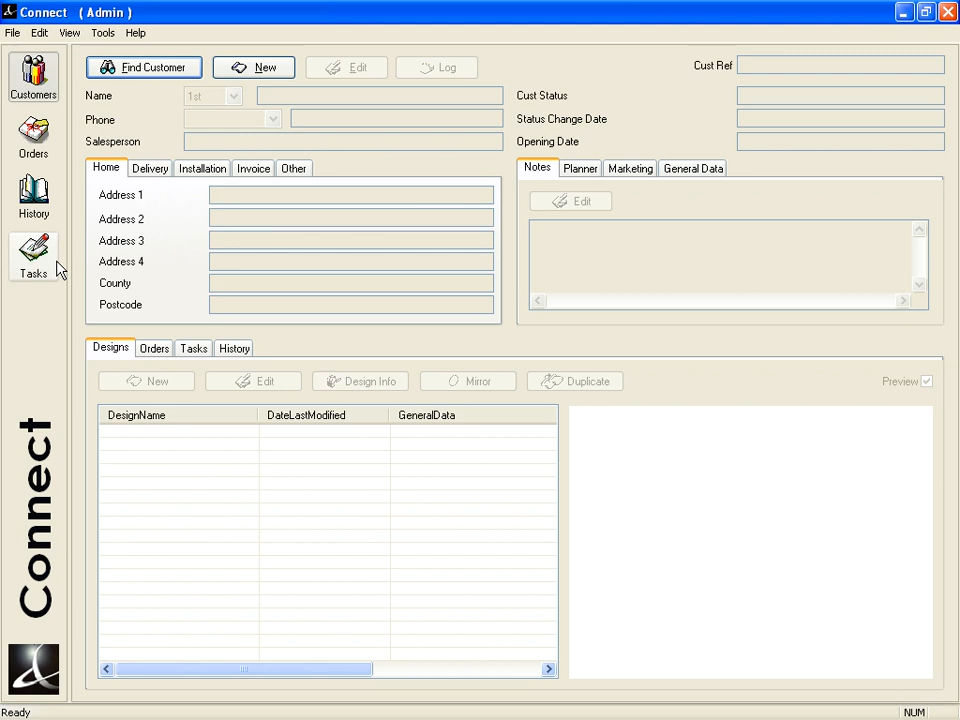 Connect ( Admin )
File Edit View Tools Help
Customers
Orders
History
Tasks
Connect
Find Customer New Edit Log Cust Ref
Name 1st Cust Status
Phone Status Change Date
Salesperson Opening Date
Home Delivery Installation Invoice Other
Address 1
Address 2
Address 3
Address 4
County
Postcode
Notes Planner Marketing General Data
Edit
Designs Orders Tasks History
New Edit Design Info Mirror Duplicate Preview
DesignName DateLastModified GeneralData
Ready NUM